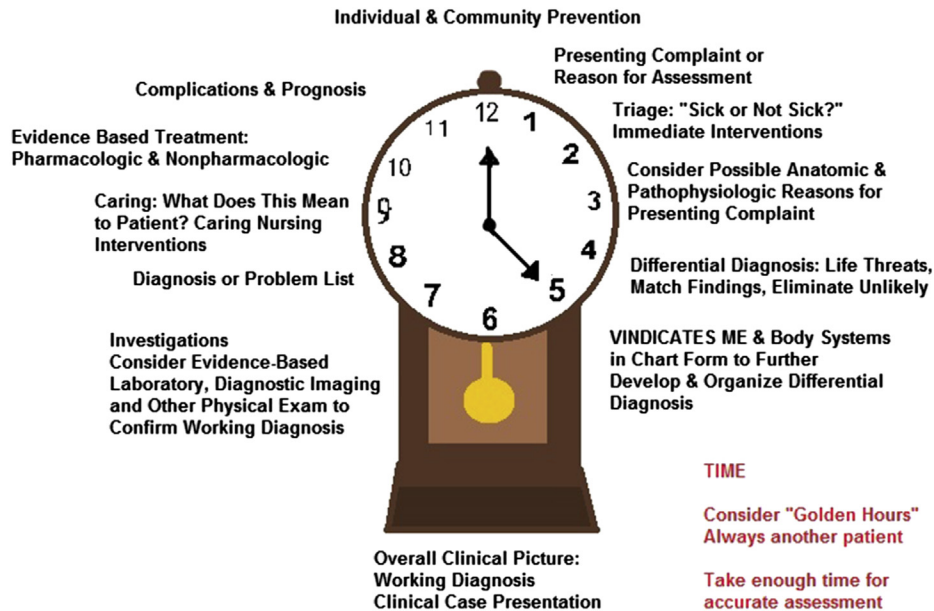 Individual & Community Prevention
Presenting Complaint or
Reason for Assessment
Triage: "Sick or Not Sick?"
Immediate Interventions
Consider Possible Anatomic &
Pathophysiologic Reasons for
Presenting Complaint
Differential Diagnosis: Life Threats,
Match Findings, Eliminate Unlikely
VINDICATES ME & Body Systems
in Chart Form to Further
Develop & Organize Differential
Diagnosis
Overall Clinical Picture:
Working Diagnosis
Clinical Case Presentation
Investigations
Consider Evidence-Based
Laboratory, Diagnostic Imaging
and Other Physical Exam to
Confirm Working Diagnosis
Diagnosis or Problem List
Caring: What Does This Mean
to Patient? Caring Nursing
Interventions
Evidence Based Treatment:
Pharmacologic & Nonpharmacologic
Complications & Prognosis
12
1
2
3
4
5
6
7
8
9
10
11
TIME
Consider "Golden Hours"
Always another patient
Take enough time for
accurate assessment